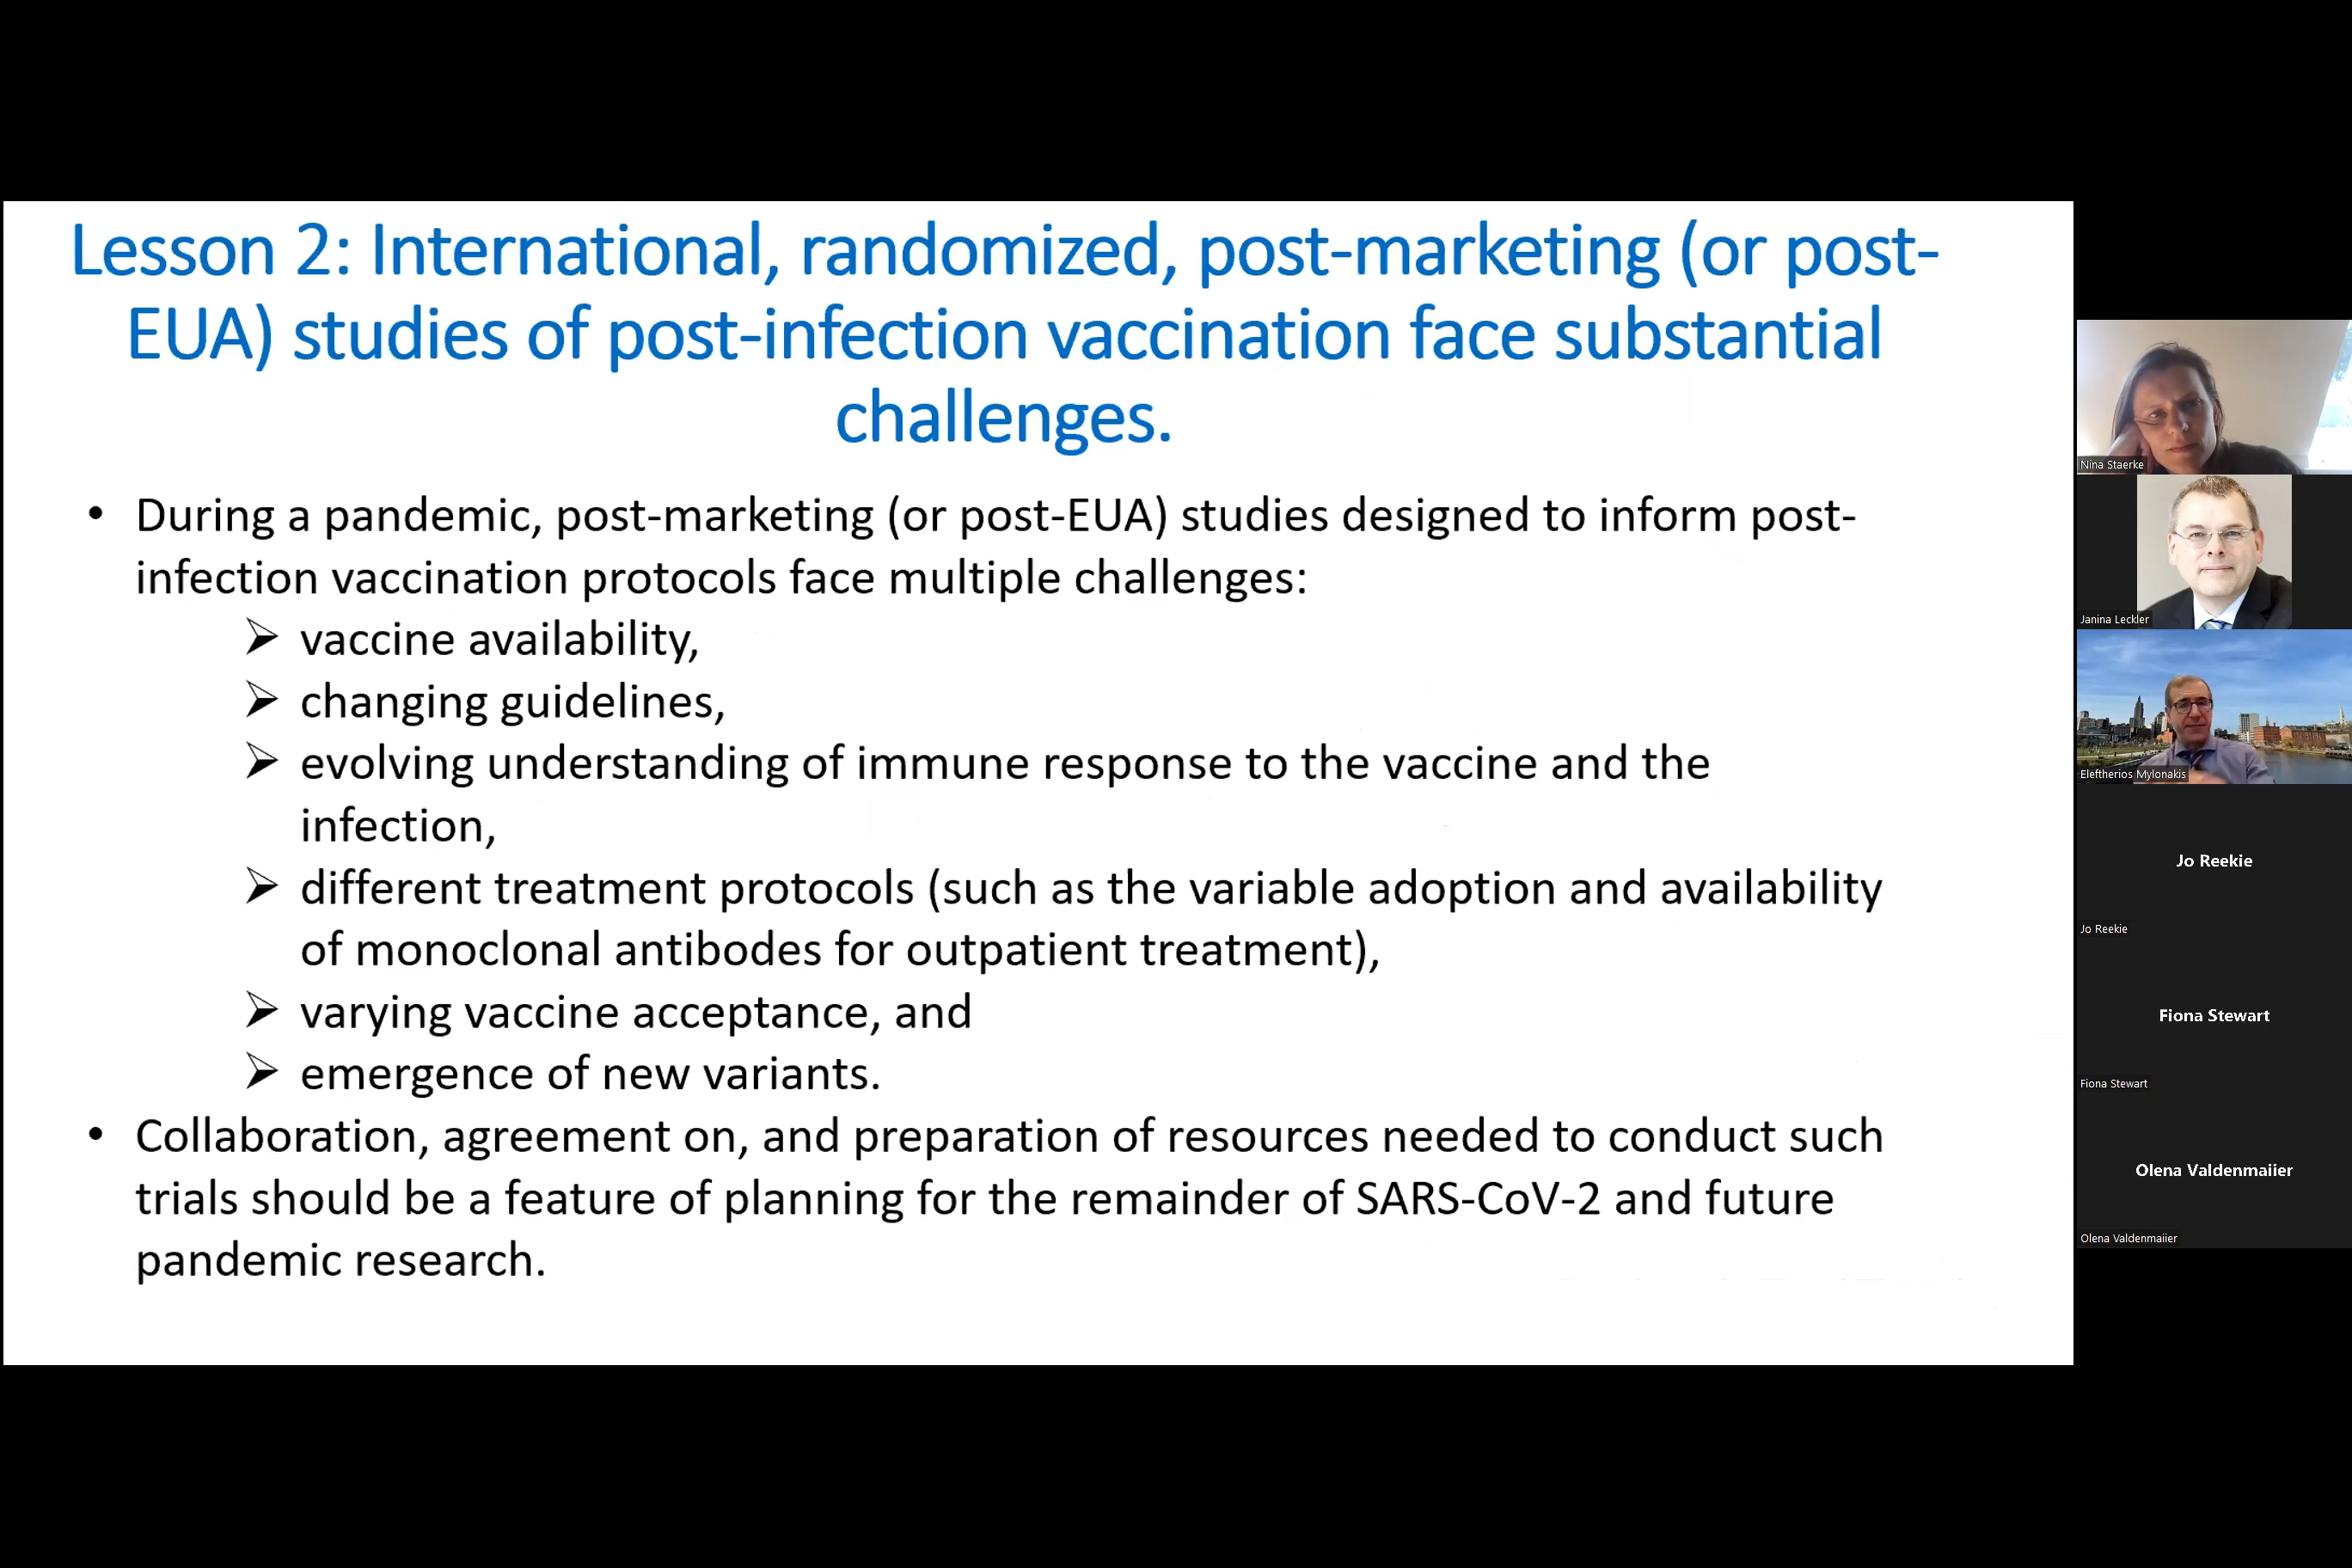 Lesson 2: International, randomized, post-marketing (or post-
EUA) studies of post-infection vaccination face substantial
challenges.
• During a pandemic, post-marketing (or post-EUA) studies designed to inform post-
infection vaccination protocols face multiple challenges:
➢ vaccine availability,
➢ changing guidelines,
➢ evolving understanding of immune response to the vaccine and the
infection,
➢ different treatment protocols (such as the variable adoption and availability
of monoclonal antibodes for outpatient treatment),
➢ varying vaccine acceptance, and
➢ emergence of new variants.
• Collaboration, agreement on, and preparation of resources needed to conduct such
trials should be a feature of planning for the remainder of SARS-CoV-2 and future
pandemic research.
Nina Staerke
Janina Leckler
Eleftherios Mylonakis
Jo Reekie
Jo Reekie
Fiona Stewart
Fiona Stewart
Olena Valdenmaiier
Olena Valdenmaiier